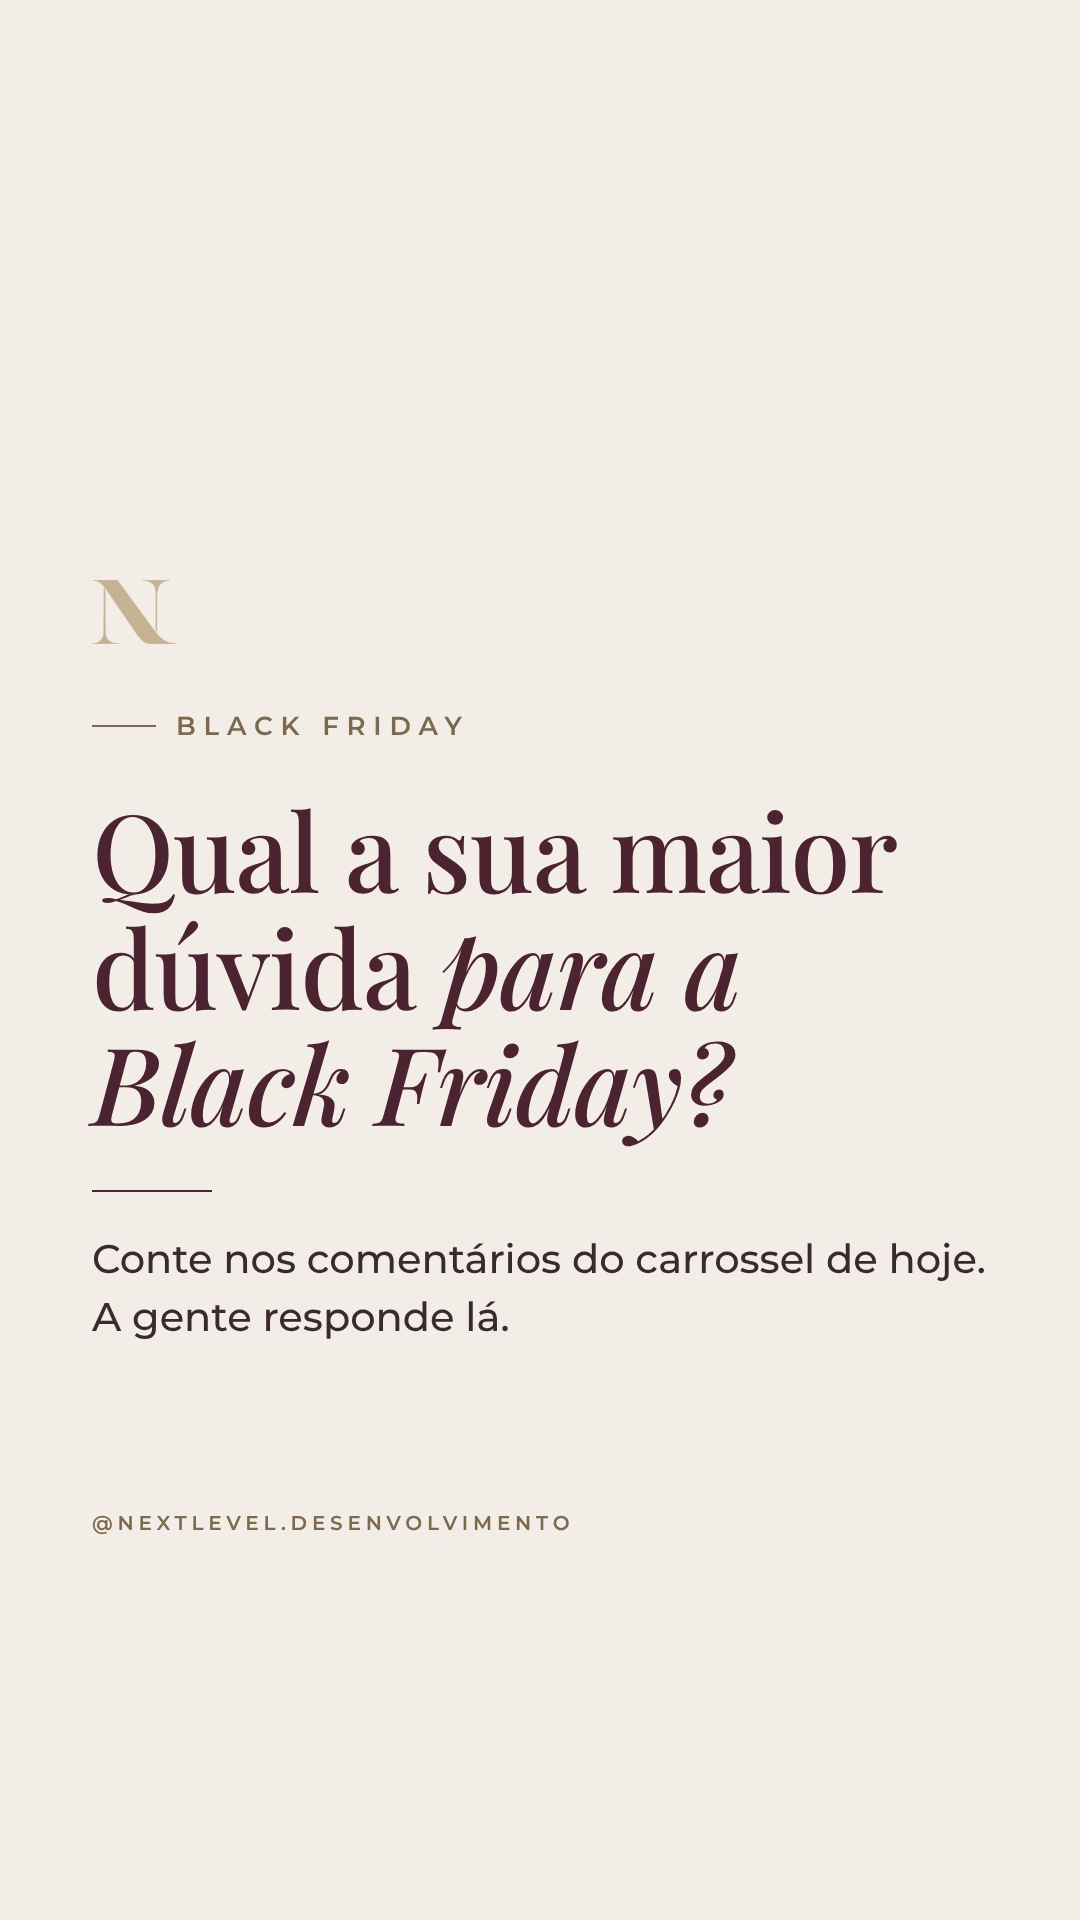 N
BLACK FRIDAY
Qual a sua maior
dúvida para a
Black Friday?
Conte nos comentários do carrossel de hoje.
A gente responde lá.
@NEXTLEVEL.DESENVOLVIMENTO